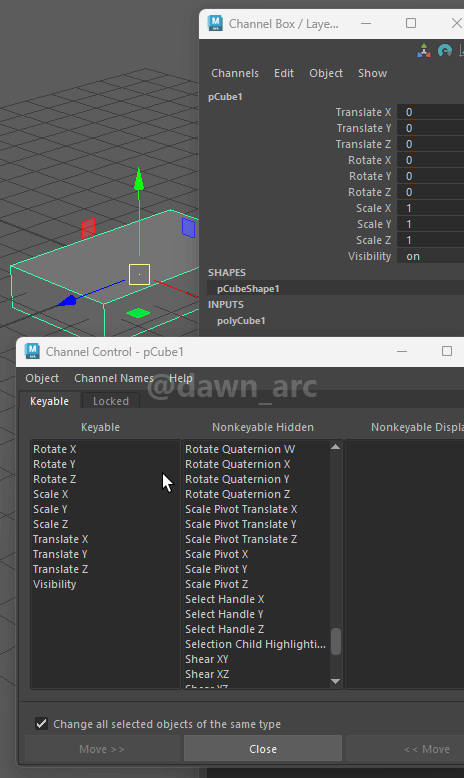 Channel Box / Laye...
Channels Edit Object Show
pCube1
Translate X 0
Translate Y 0
Translate Z 0
Rotate X 0
Rotate Y 0
Rotate Z 0
Scale X 1
Scale Y 1
Scale Z 1
Visibility on
SHAPES
pCubeShape1
INPUTS
polyCube1
Channel Control - pCube1
Object Channel Names Help
@dawn_arc
Keyable Locked
Keyable Nonkeyable Hidden Nonkeyable Displa
Rotate X
Rotate Y
Rotate Z
Scale X
Scale Y
Scale Z
Translate X
Translate Y
Translate Z
Visibility
Rotate Quaternion W
Rotate Quaternion X
Rotate Quaternion Y
Rotate Quaternion Z
Scale Pivot Translate X
Scale Pivot Translate Y
Scale Pivot Translate Z
Scale Pivot X
Scale Pivot Y
Scale Pivot Z
Select Handle X
Select Handle Y
Select Handle Z
Selection Child Highlighti...
Shear XY
Shear XZ
Shear YZ
Change all selected objects of the same type
Move >> Close << Move